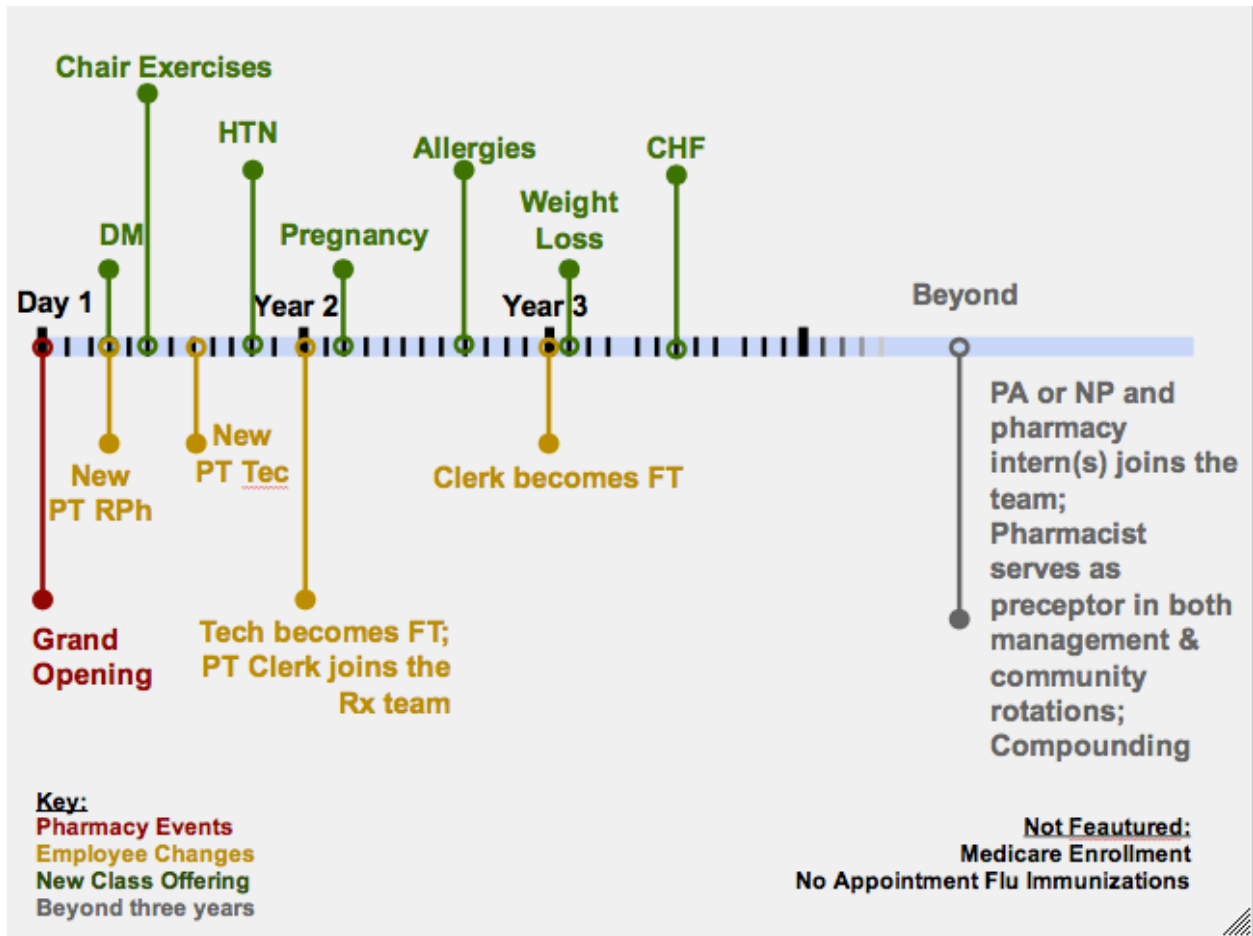 Chair Exercises
HTN
Allergies
CHF
Weight
Loss
DM
Pregnancy
Day 1
Year 2
Year 3
Beyond
New
PT RPh
New
PT Tec
Clerk becomes FT
Grand
Opening
Tech becomes FT;
PT Clerk joins the
Rx team
PA or NP and
pharmacy
intern(s) joins the
team;
Pharmacist
serves as
preceptor in both
management &
community
rotations;
Compounding
Key:
Pharmacy Events
Employee Changes
New Class Offering
Beyond three years
Not Feautured:
Medicare Enrollment
No Appointment Flu Immunizations